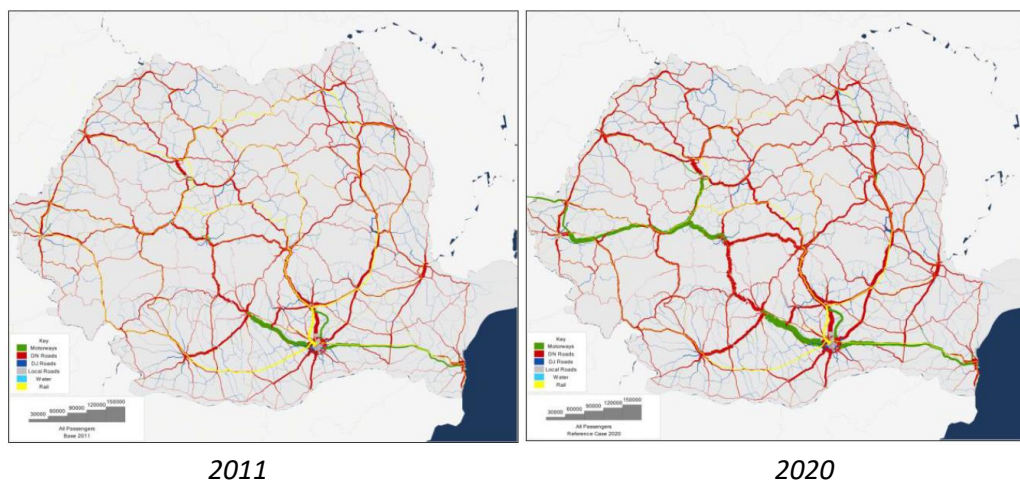 Key
Motorways
DN Roads
DJ Roads
Local Roads
Water
Rail
30000 60000 90000 120000 150000
All Passengers
Base 2011
Key
Motorways
DN Roads
DJ Roads
Local Roads
Water
Rail
30000 60000 90000 120000 150000
All Passengers
Reference Case 2020
2011
2020